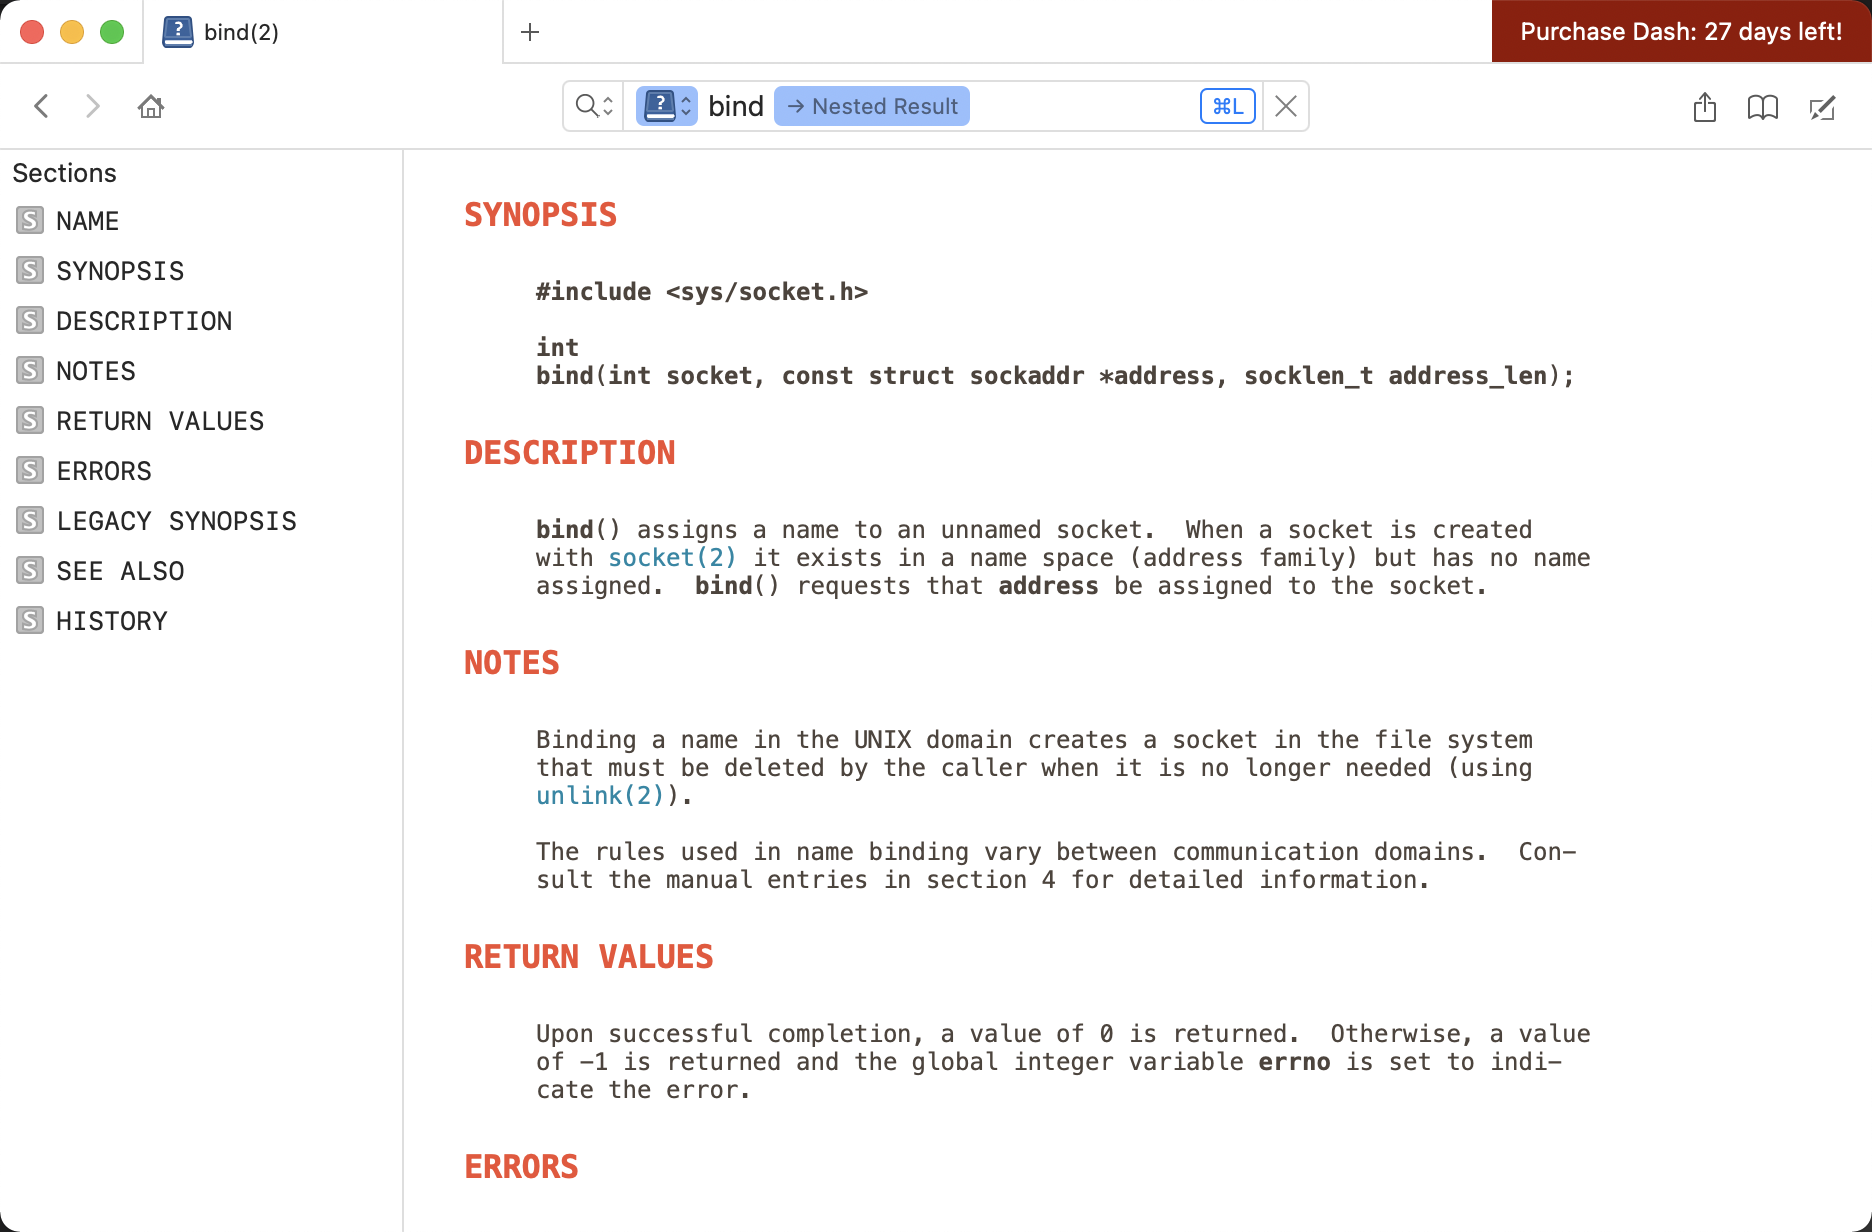 bind(2)
Purchase Dash: 27 days left!
bind → Nested Result ⌘L
Sections
NAME
SYNOPSIS
DESCRIPTION
NOTES
RETURN VALUES
ERRORS
LEGACY SYNOPSIS
SEE ALSO
HISTORY
SYNOPSIS
#include <sys/socket.h>
int
bind(int socket, const struct sockaddr *address, socklen_t address_len);
DESCRIPTION
bind() assigns a name to an unnamed socket.  When a socket is created
with socket(2) it exists in a name space (address family) but has no name
assigned.  bind() requests that address be assigned to the socket.
NOTES
Binding a name in the UNIX domain creates a socket in the file system
that must be deleted by the caller when it is no longer needed (using
unlink(2)).
The rules used in name binding vary between communication domains.  Con-
sult the manual entries in section 4 for detailed information.
RETURN VALUES
Upon successful completion, a value of 0 is returned.  Otherwise, a value
of -1 is returned and the global integer variable errno is set to indi-
cate the error.
ERRORS